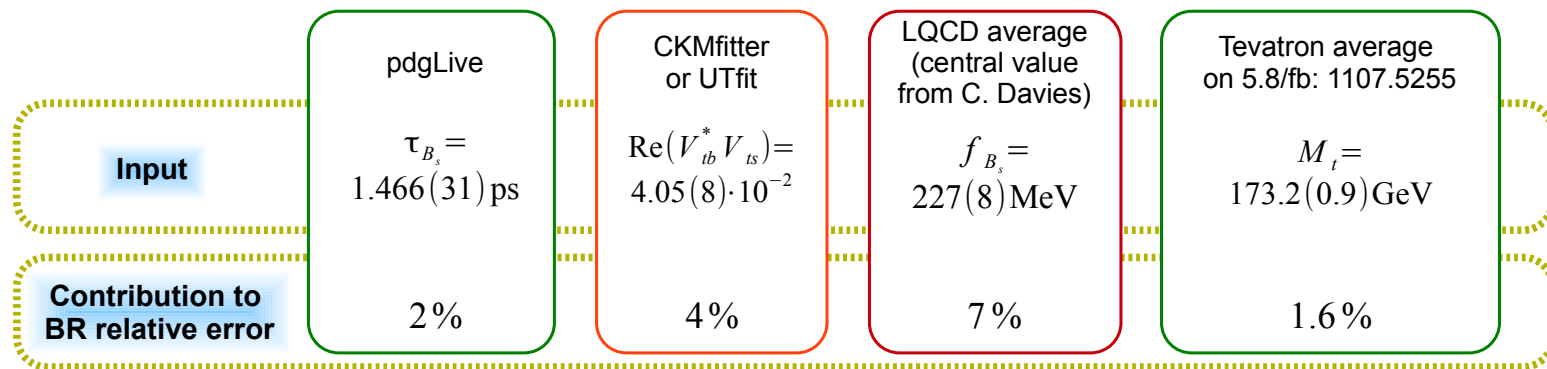 pdgLive
CKMfitter
or UTfit
LQCD average
(central value
from C. Davies)
Tevatron average
on 5.8/fb: 1107.5255
Input
τ_{B_s}=
1.466(31) ps
Re(V_{tb}^* V_{ts})=
4.05(8)·10^{-2}
f_{B_s}=
227(8) MeV
M_t=
173.2(0.9) GeV
Contribution to
BR relative error
2%
4%
7%
1.6%